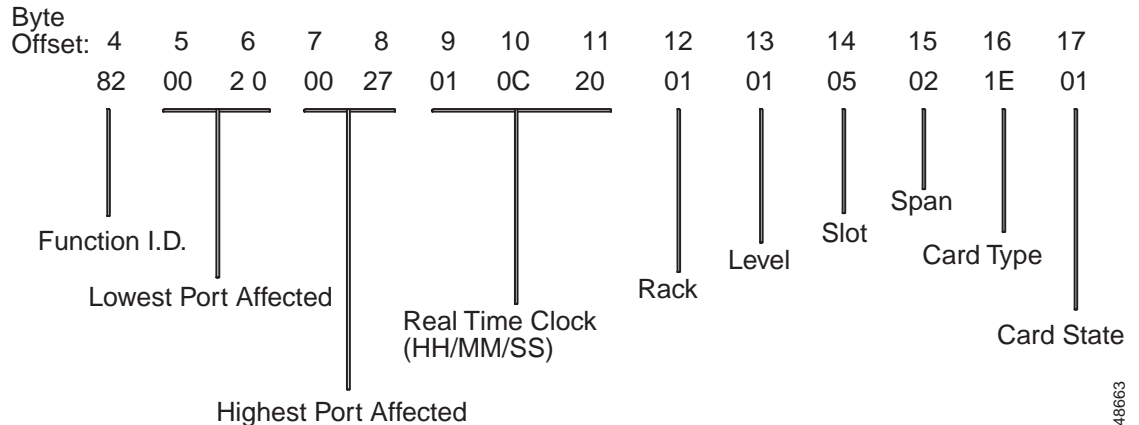 Byte
Offset: 4 5 6 7 8 9 10 11 12 13 14 15 16 17
82 00 2 0 00 27 01 0C 20 01 01 05 02 1E 01
Span
Slot
Function I.D.
Card Type
Level
Lowest Port Affected
Rack
Real Time Clock
(HH/MM/SS)
Card State
Highest Port Affected
48663